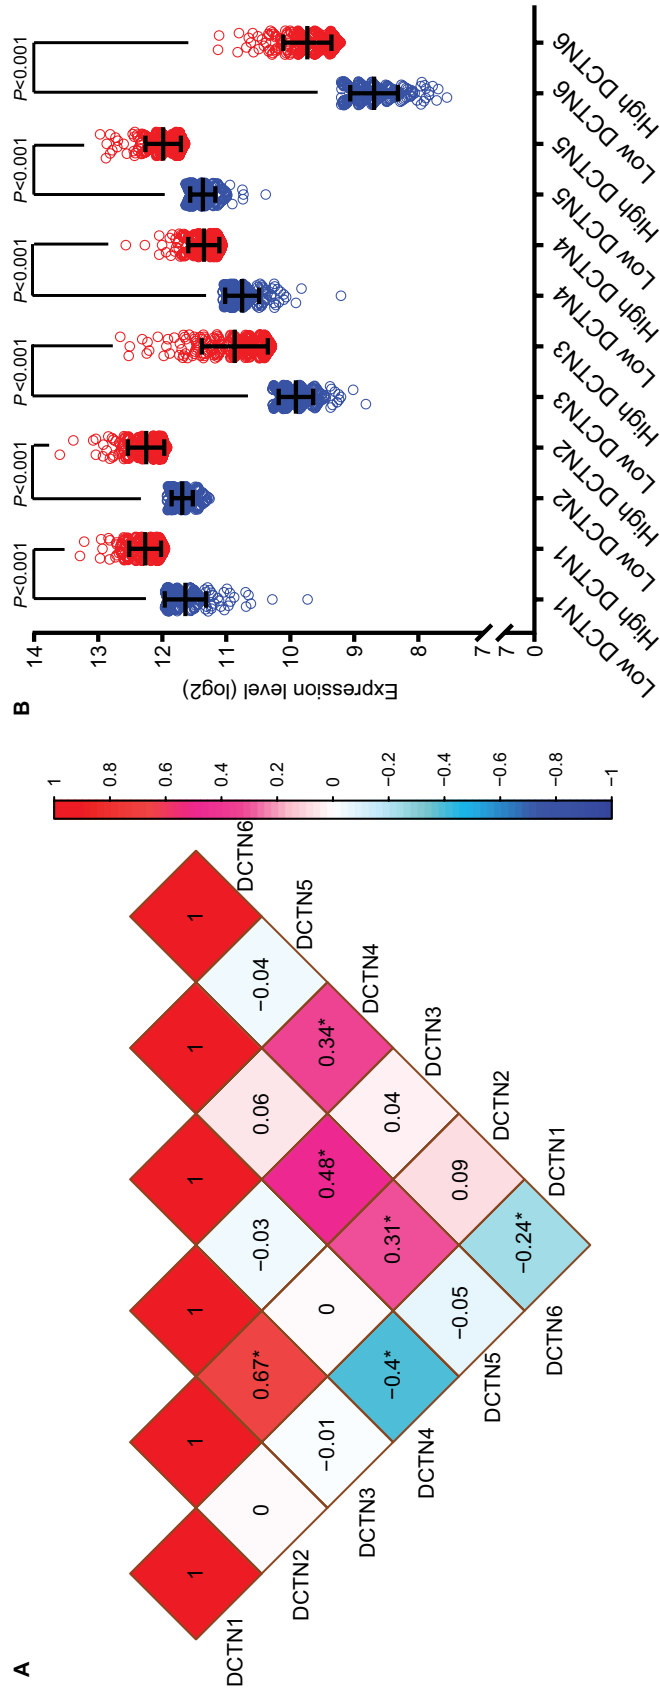 A
1
1
1
1
1
1
0
0.67*
−0.03
0.06
−0.04
−0.01
0
0.48*
0.34*
−0.4*
0.31*
0.04
−0.05
0.09
−0.24*
DCTN1
DCTN2
DCTN3
DCTN4
DCTN5
DCTN6
DCTN1
DCTN2
DCTN3
DCTN4
DCTN5
DCTN6
1
0.8
0.6
0.4
0.2
0
−0.2
−0.4
−0.6
−0.8
−1
B
P<0.001
P<0.001
P<0.001
P<0.001
P<0.001
P<0.001
Expression level (log2)
14
13
12
11
10
9
8
7
7
0
Low DCTN1
High DCTN1
Low DCTN2
High DCTN2
Low DCTN3
High DCTN3
Low DCTN4
High DCTN4
Low DCTN5
High DCTN5
Low DCTN6
High DCTN6